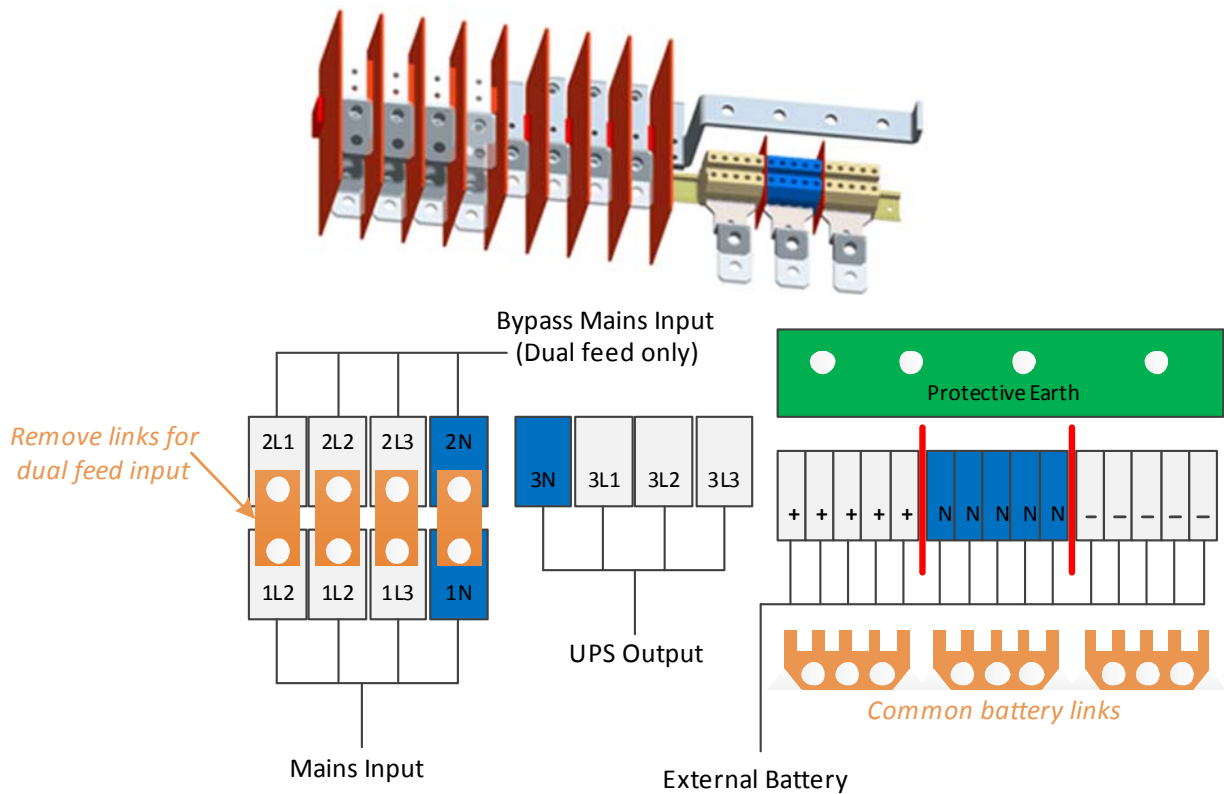 Bypass Mains Input
(Dual feed only)
Protective Earth
Remove links for
dual feed input
2L1 2L2 2L3 2N
3N 3L1 3L2 3L3
+ + + + + N N N N N – – – – –
1L2 1L2 1L3 1N
UPS Output
Common battery links
Mains Input
External Battery